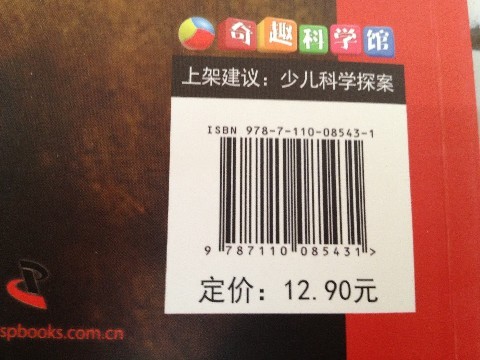 奇趣科学馆
上架建议：少儿科学探案
ISBN 978-7-110-08543-1
9 787110 085431 >
定价：12.90元
spbooks.com.cn